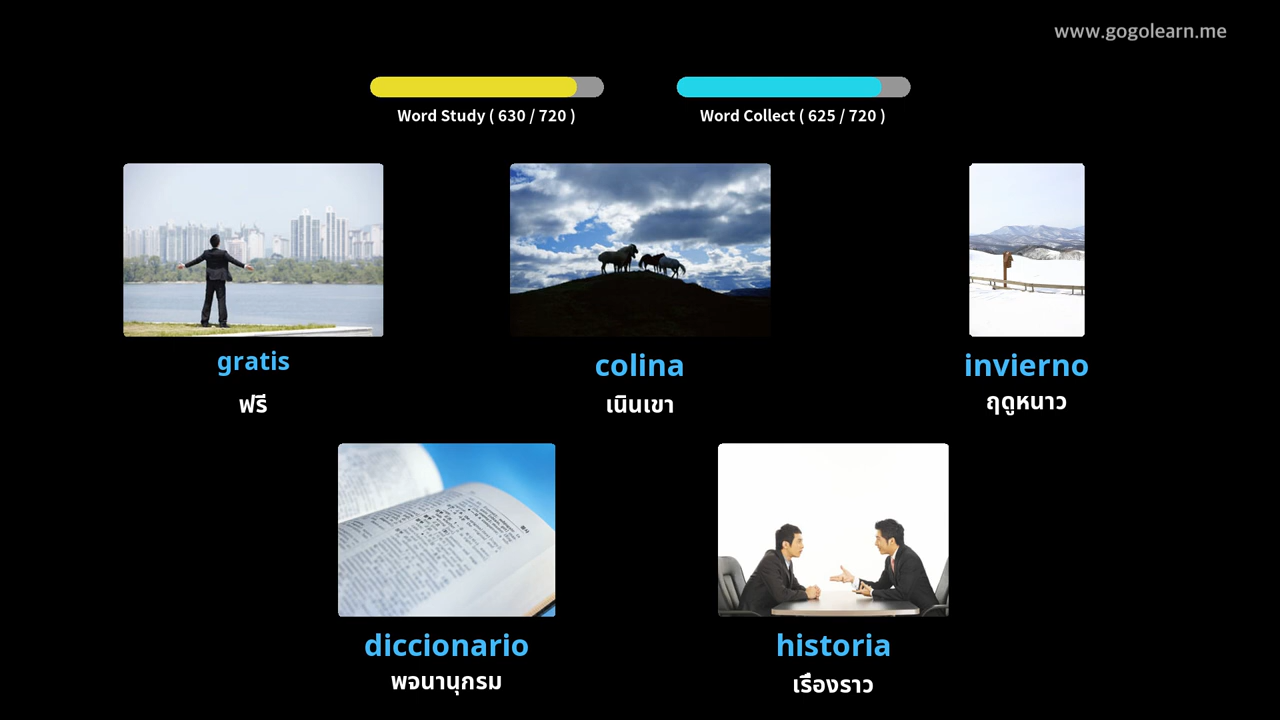 www.gogolearn.me
Word Study ( 630 / 720 )
Word Collect ( 625 / 720 )
gratis
ฟรี
colina
เนินเขา
invierno
ฤดูหนาว
diccionario
พจนานุกรม
historia
เรื่องราว